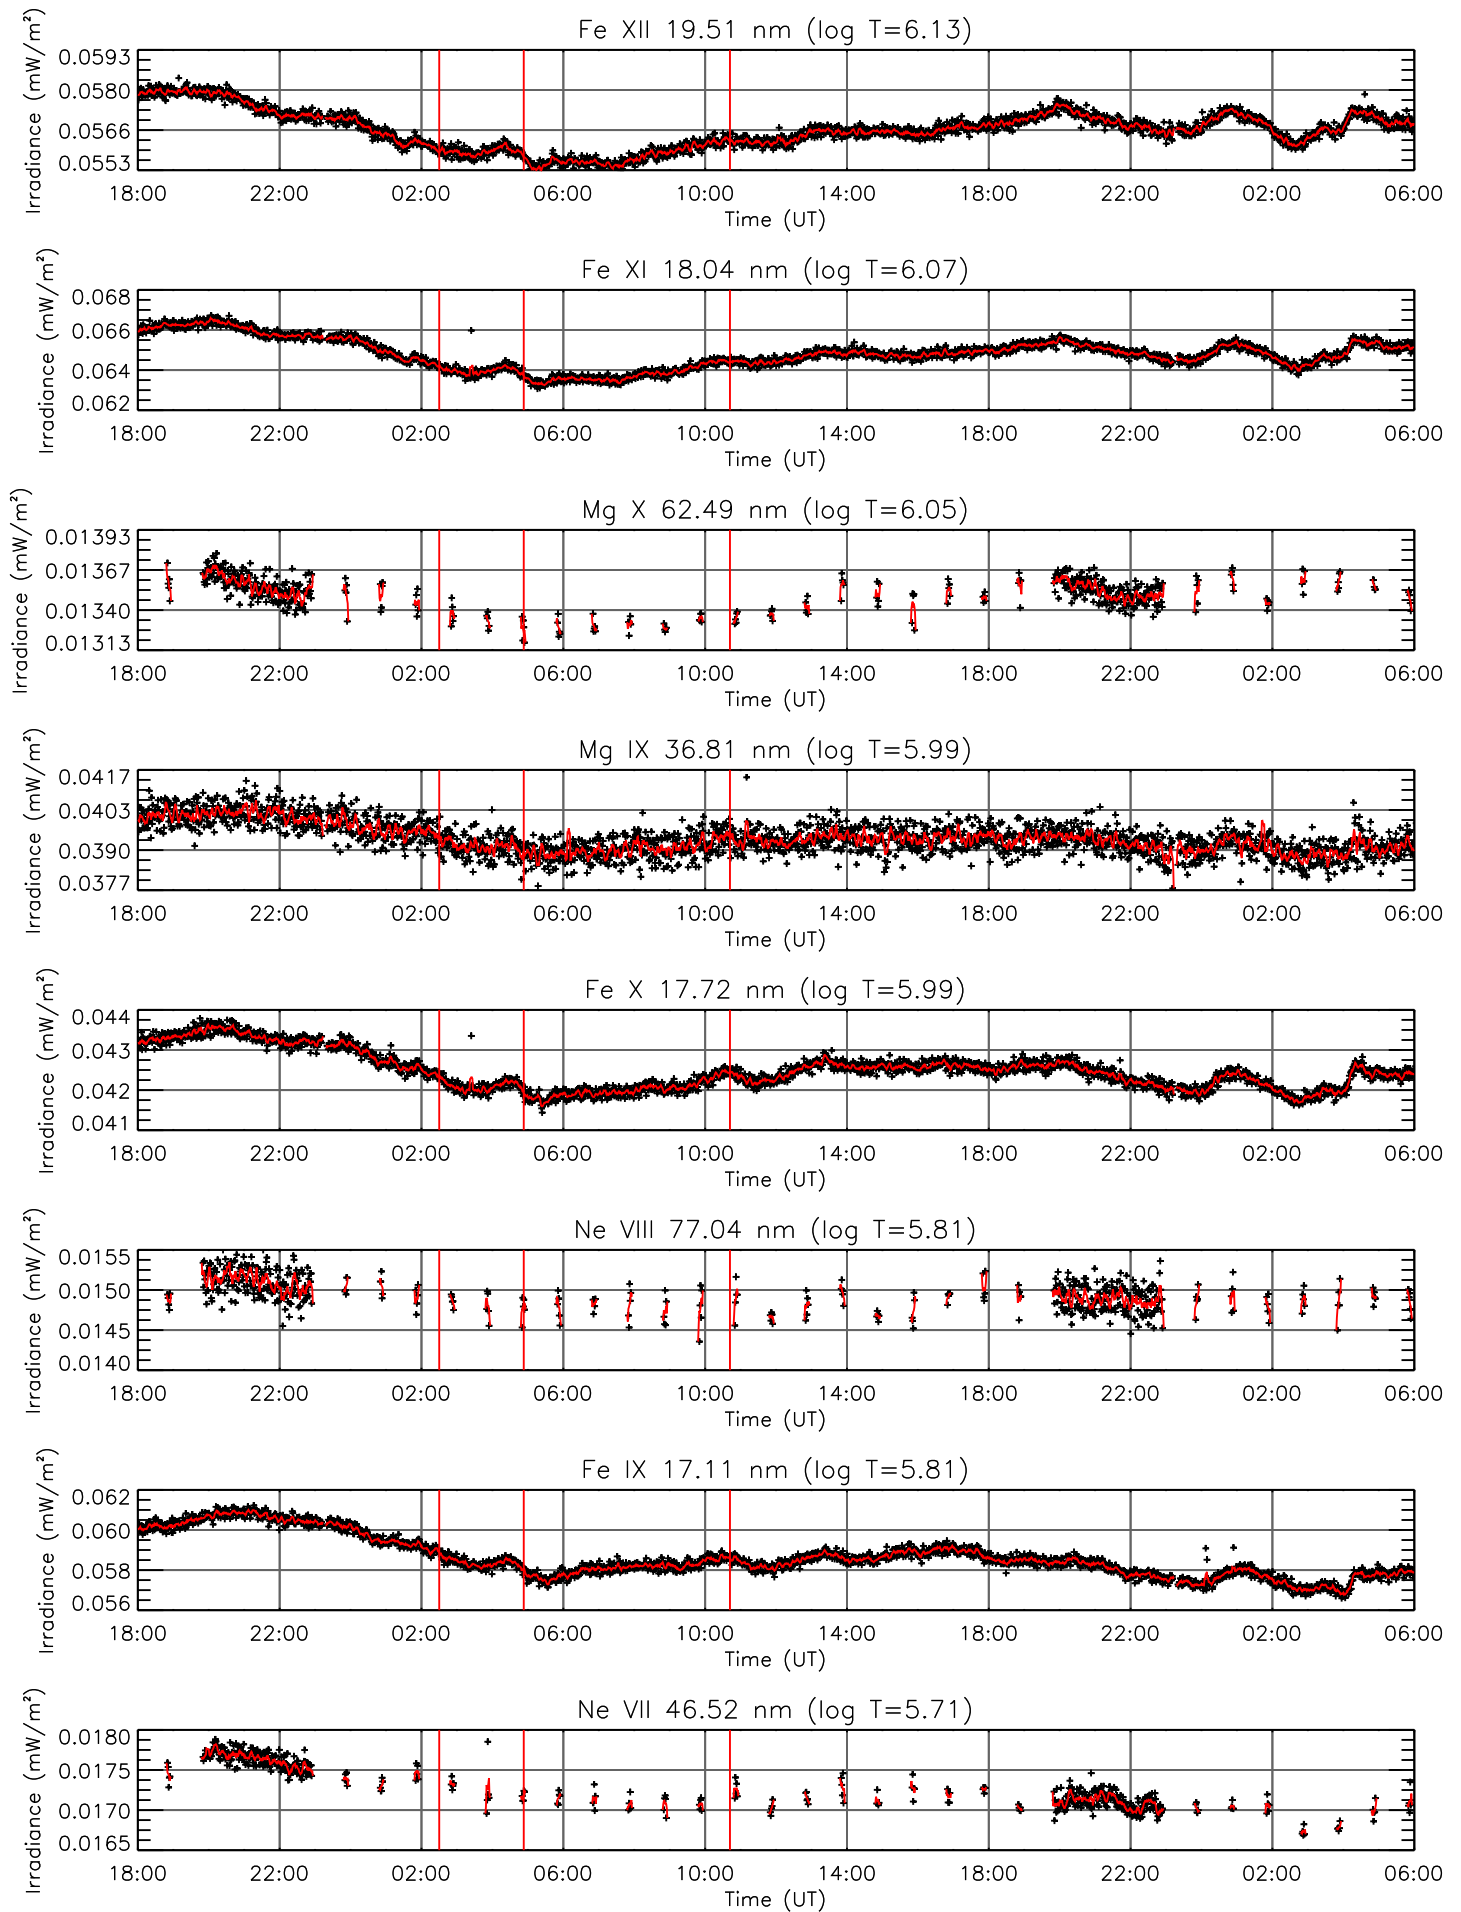 Fe XII 19.51 nm (log T=6.13)
Irradiance (mW/m²)
0.0593
0.0580
0.0566
0.0553
18:00 22:00 02:00 06:00 10:00 14:00 18:00 22:00 02:00 06:00
Time (UT)
Fe XI 18.04 nm (log T=6.07)
Irradiance (mW/m²)
0.068
0.066
0.064
0.062
18:00 22:00 02:00 06:00 10:00 14:00 18:00 22:00 02:00 06:00
Time (UT)
Mg X 62.49 nm (log T=6.05)
Irradiance (mW/m²)
0.01393
0.01367
0.01340
0.01313
18:00 22:00 02:00 06:00 10:00 14:00 18:00 22:00 02:00 06:00
Time (UT)
Mg IX 36.81 nm (log T=5.99)
Irradiance (mW/m²)
0.0417
0.0403
0.0390
0.0377
18:00 22:00 02:00 06:00 10:00 14:00 18:00 22:00 02:00 06:00
Time (UT)
Fe X 17.72 nm (log T=5.99)
Irradiance (mW/m²)
0.044
0.043
0.042
0.041
18:00 22:00 02:00 06:00 10:00 14:00 18:00 22:00 02:00 06:00
Time (UT)
Ne VIII 77.04 nm (log T=5.81)
Irradiance (mW/m²)
0.0155
0.0150
0.0145
0.0140
18:00 22:00 02:00 06:00 10:00 14:00 18:00 22:00 02:00 06:00
Time (UT)
Fe IX 17.11 nm (log T=5.81)
Irradiance (mW/m²)
0.062
0.060
0.058
0.056
18:00 22:00 02:00 06:00 10:00 14:00 18:00 22:00 02:00 06:00
Time (UT)
Ne VII 46.52 nm (log T=5.71)
Irradiance (mW/m²)
0.0180
0.0175
0.0170
0.0165
18:00 22:00 02:00 06:00 10:00 14:00 18:00 22:00 02:00 06:00
Time (UT)